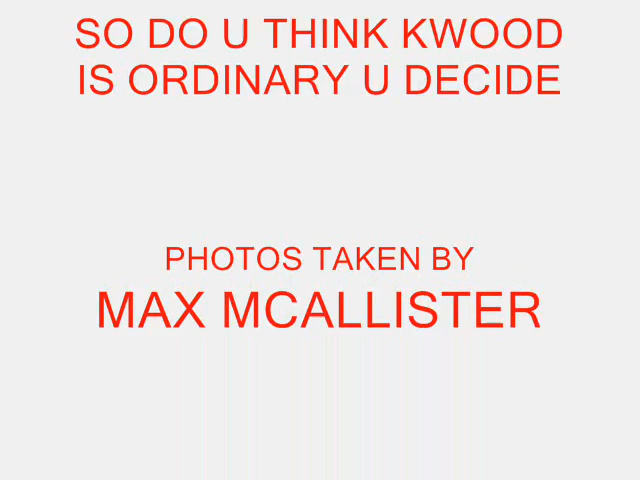 SO DO U THINK KWOOD
IS ORDINARY U DECIDE
PHOTOS TAKEN BY
MAX MCALLISTER